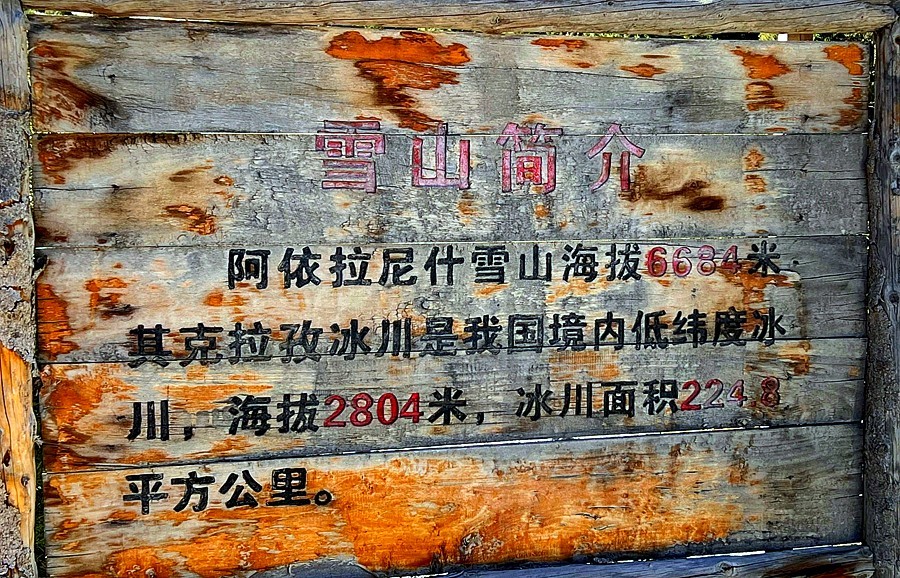 雪山简介
阿依拉尼什雪山海拔6684米.
其克拉孜冰川是我国境内低纬度冰
川，海拔2804米，冰川面积224 8
平方公里。